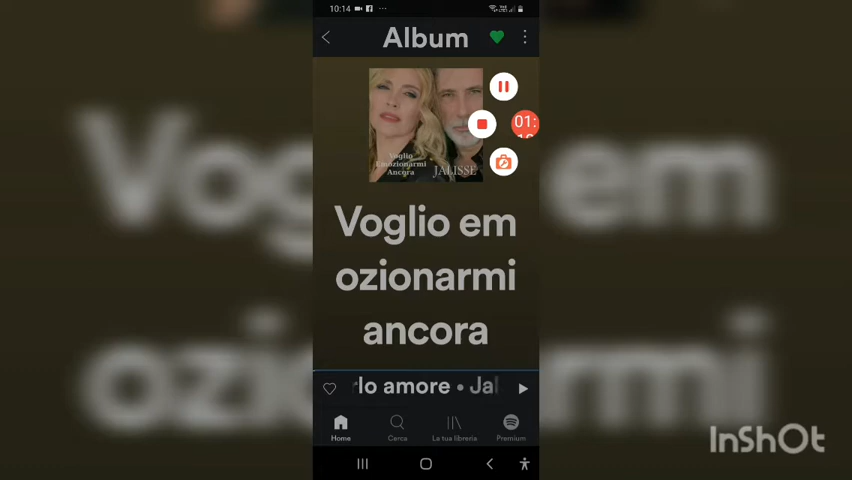 10:14
Album
01:
Voglio
Emozionarmi
Ancora
JALISSE
Voglio em
ozionarmi
ancora
rlo amore • Jal
Home
Cerca
La tua libreria
Premium
InShOt